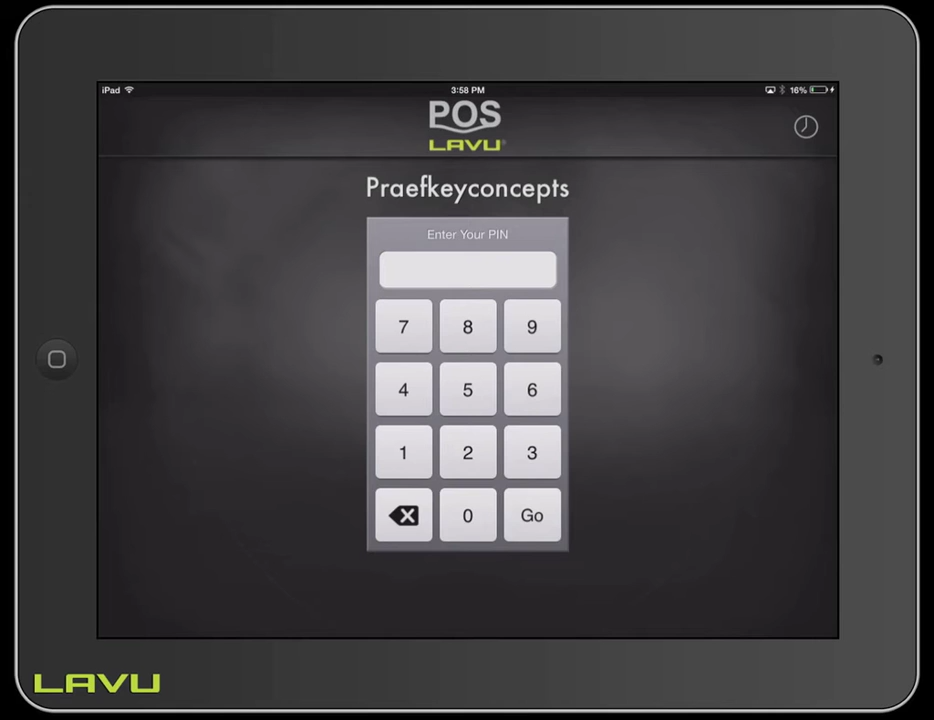 iPad 3:58 PM 16%
POS
LAVU®
Praefkeyconcepts
Enter Your PIN
7 8 9
4 5 6
1 2 3
0 Go
LAVU